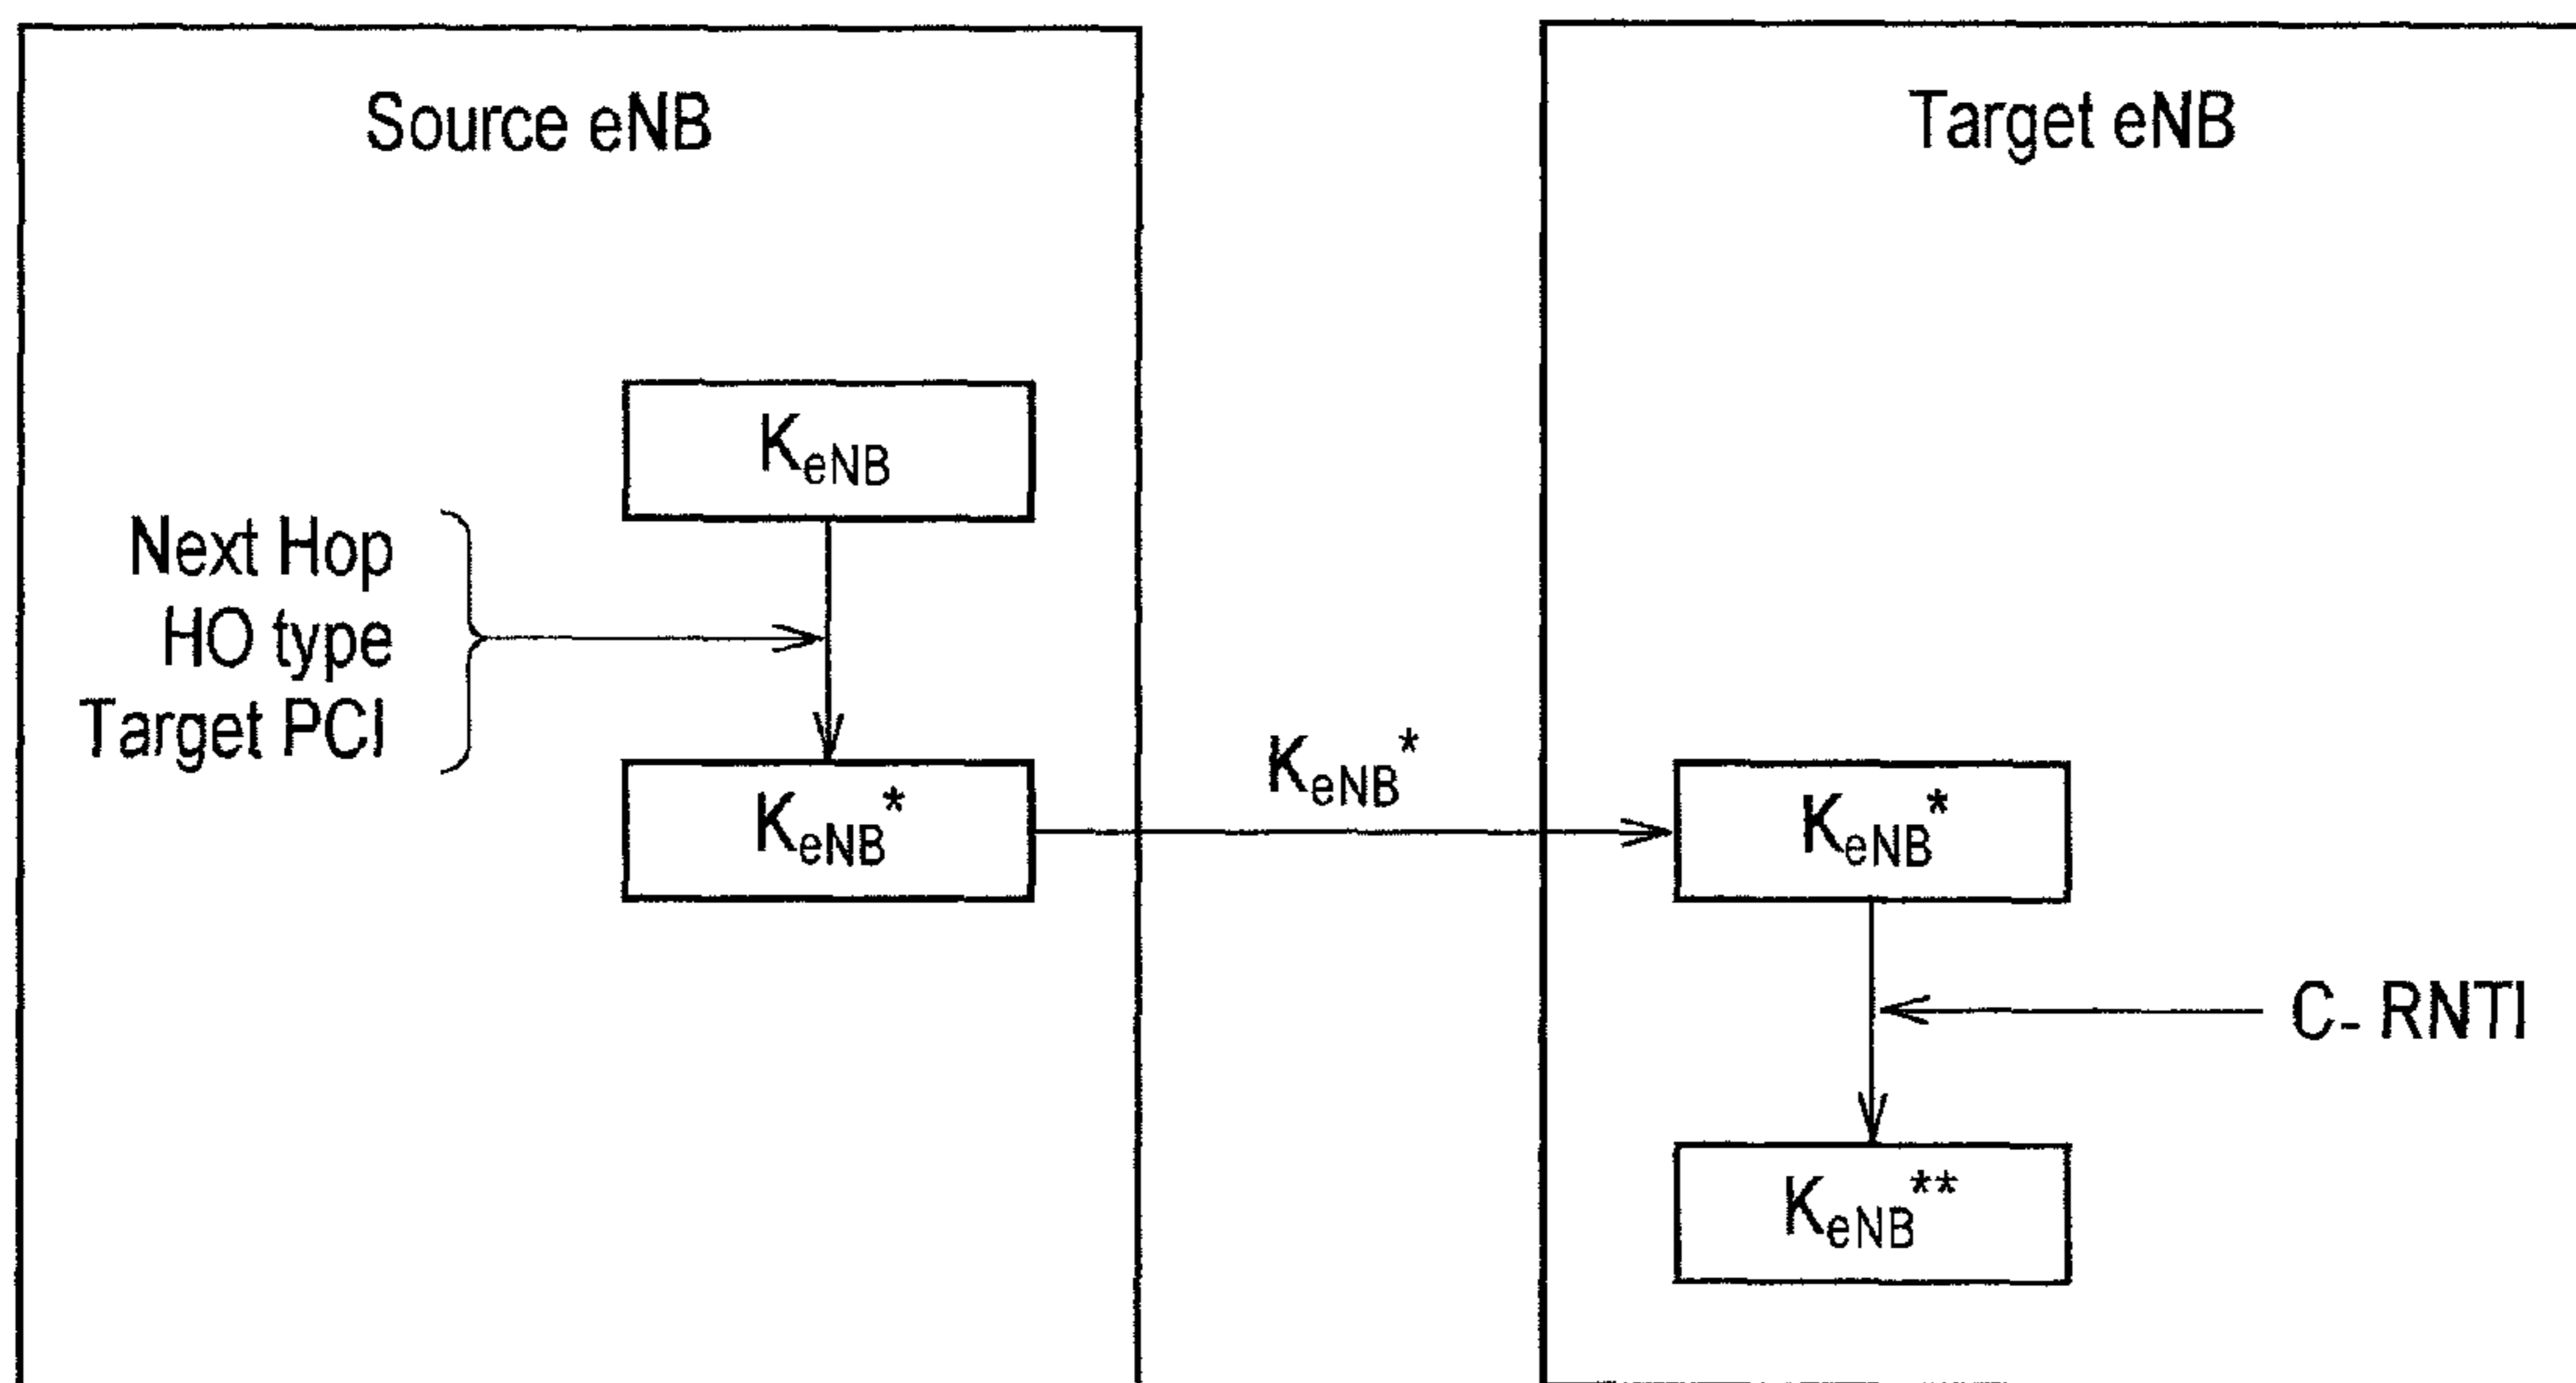 Source eNB
Target eNB
KeNB
Next Hop
HO type
Target PCI
KeNB*
KeNB*
KeNB*
C- RNTI
KeNB**